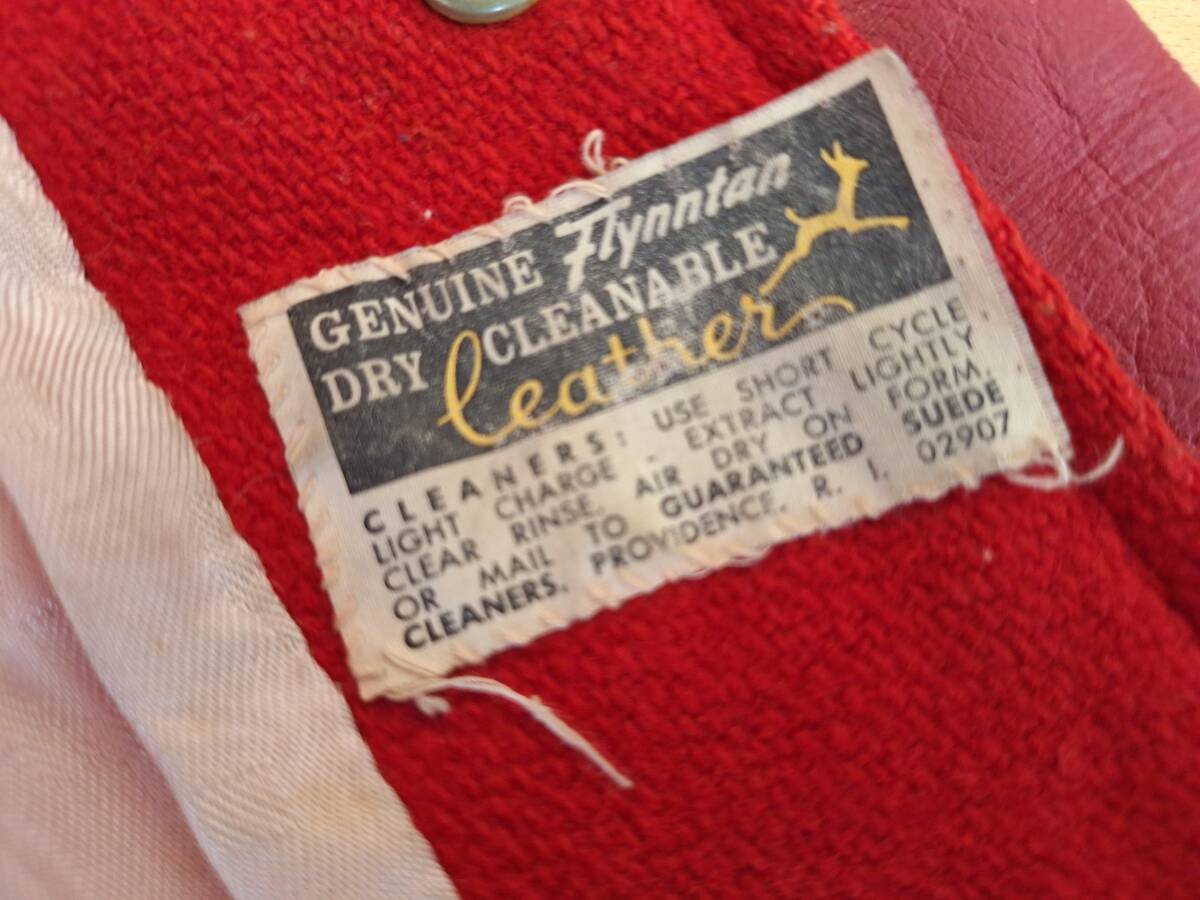 GENUINE Flynntan
DRY CLEANABLE
leather
CLEANERS: USE SHORT CYCLE
LIGHT CHARGE - EXTRACT LIGHTLY
CLEAR RINSE. AIR DRY ON FORM.
OR MAIL TO GUARANTEED SUEDE
CLEANERS. PROVIDENCE. R. I. 02907